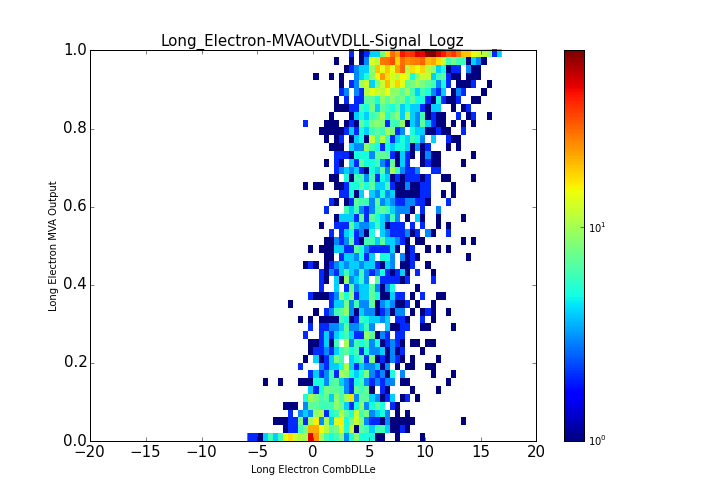 Long_Electron-MVAOutVDLL-Signal_Logz
1.0
0.8
0.6
0.4
0.2
0.0
Long Electron MVA Output
−20 −15 −10 −5 0 5 10 15 20
Long Electron CombDLLe
10¹
10⁰